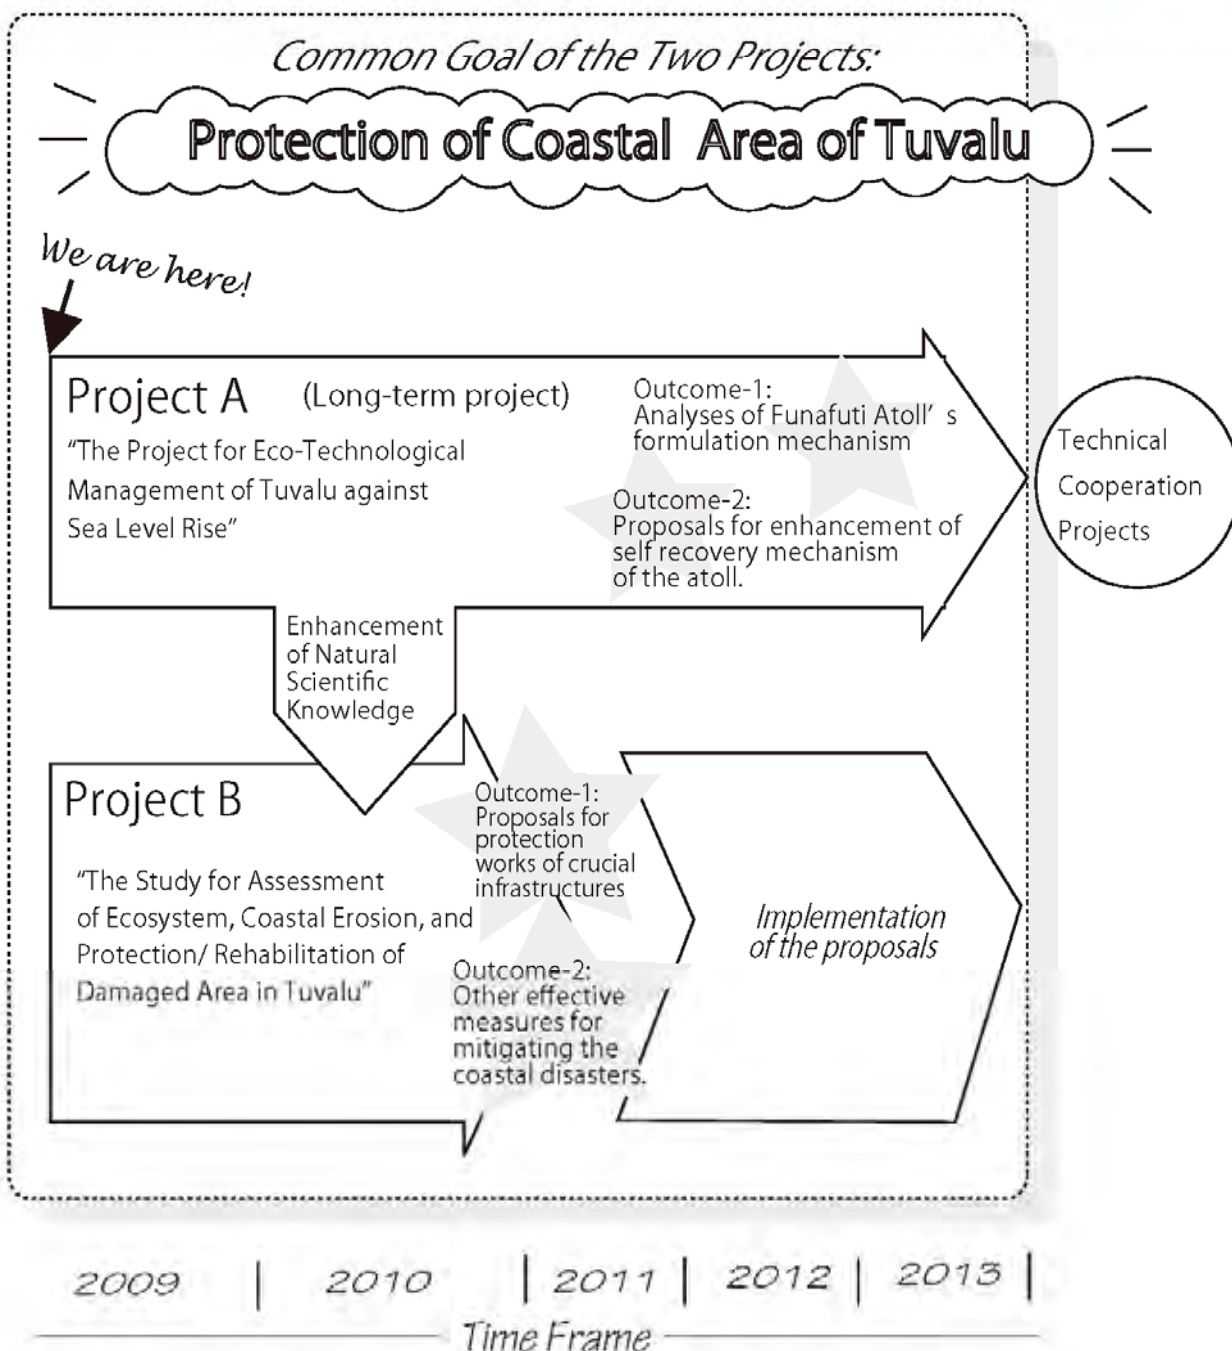 Common Goal of the Two Projects:
Protection of Coastal Area of Tuvalu
We are here!
Project A (Long-term project)
“The Project for Eco-Technological
Management of Tuvalu against
Sea Level Rise”
Outcome-1:
Analyses of Funafuti Atoll’ s
formulation mechanism
Outcome-2:
Proposals for enhancement of
self recovery mechanism
of the atoll.
Technical
Cooperation
Projects
Enhancement
of Natural
Scientific
Knowledge
Project B
“The Study for Assessment
of Ecosystem, Coastal Erosion, and
Protection/ Rehabilitation of
Damaged Area in Tuvalu”
Outcome-1:
Proposals for
protection
works of crucial
infrastructures
Outcome-2:
Other effective
measures for
mitigating the
coastal disasters.
Implementation
of the proposals
2009 | 2010 | 2011 | 2012 | 2013 |
Time Frame